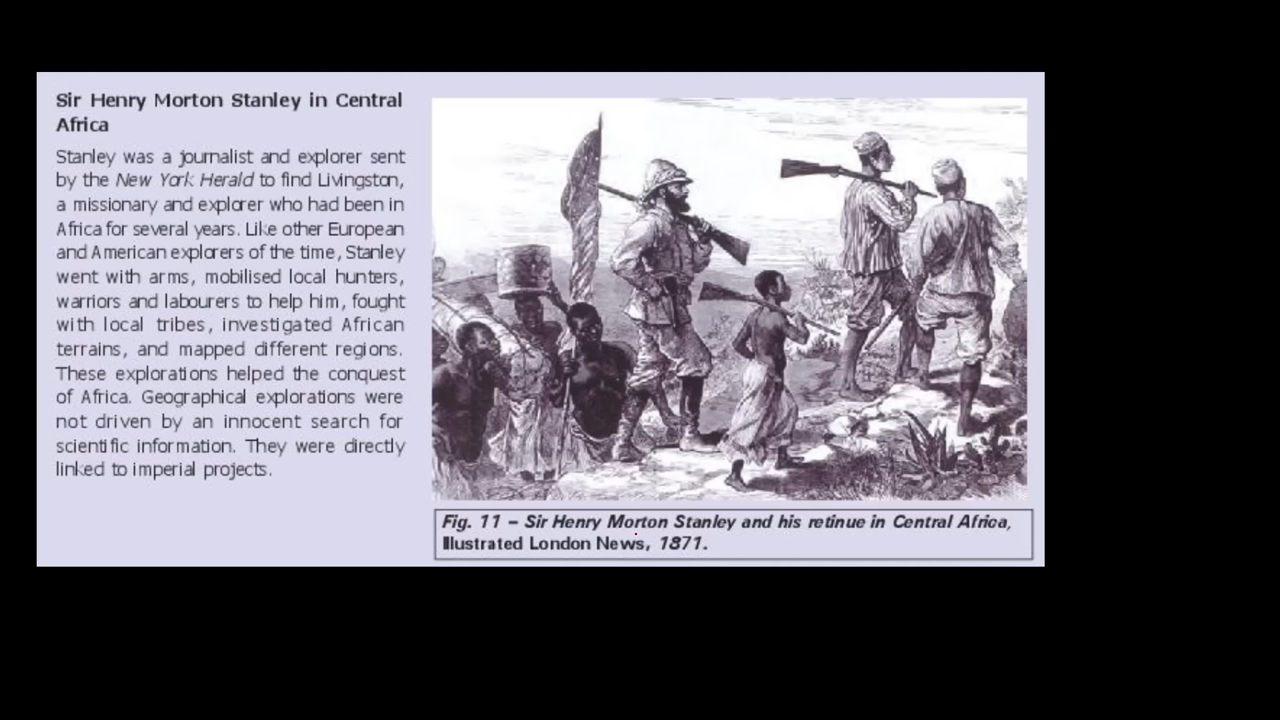 Sir Henry Morton Stanley in Central
Africa
Stanley was a journalist and explorer sent
by the New York Herald to find Livingston,
a missionary and explorer who had been in
Africa for several years. Like other European
and American explorers of the time, Stanley
went with arms, mobilised local hunters,
warriors and labourers to help him, fought
with local tribes, investigated African
terrains, and mapped different regions.
These explorations helped the conquest
of Africa. Geographical explorations were
not driven by an innocent search for
scientific information. They were directly
linked to imperial projects.
Fig. 11 – Sir Henry Morton Stanley and his retinue in Central Africa,
Illustrated London News, 1871.